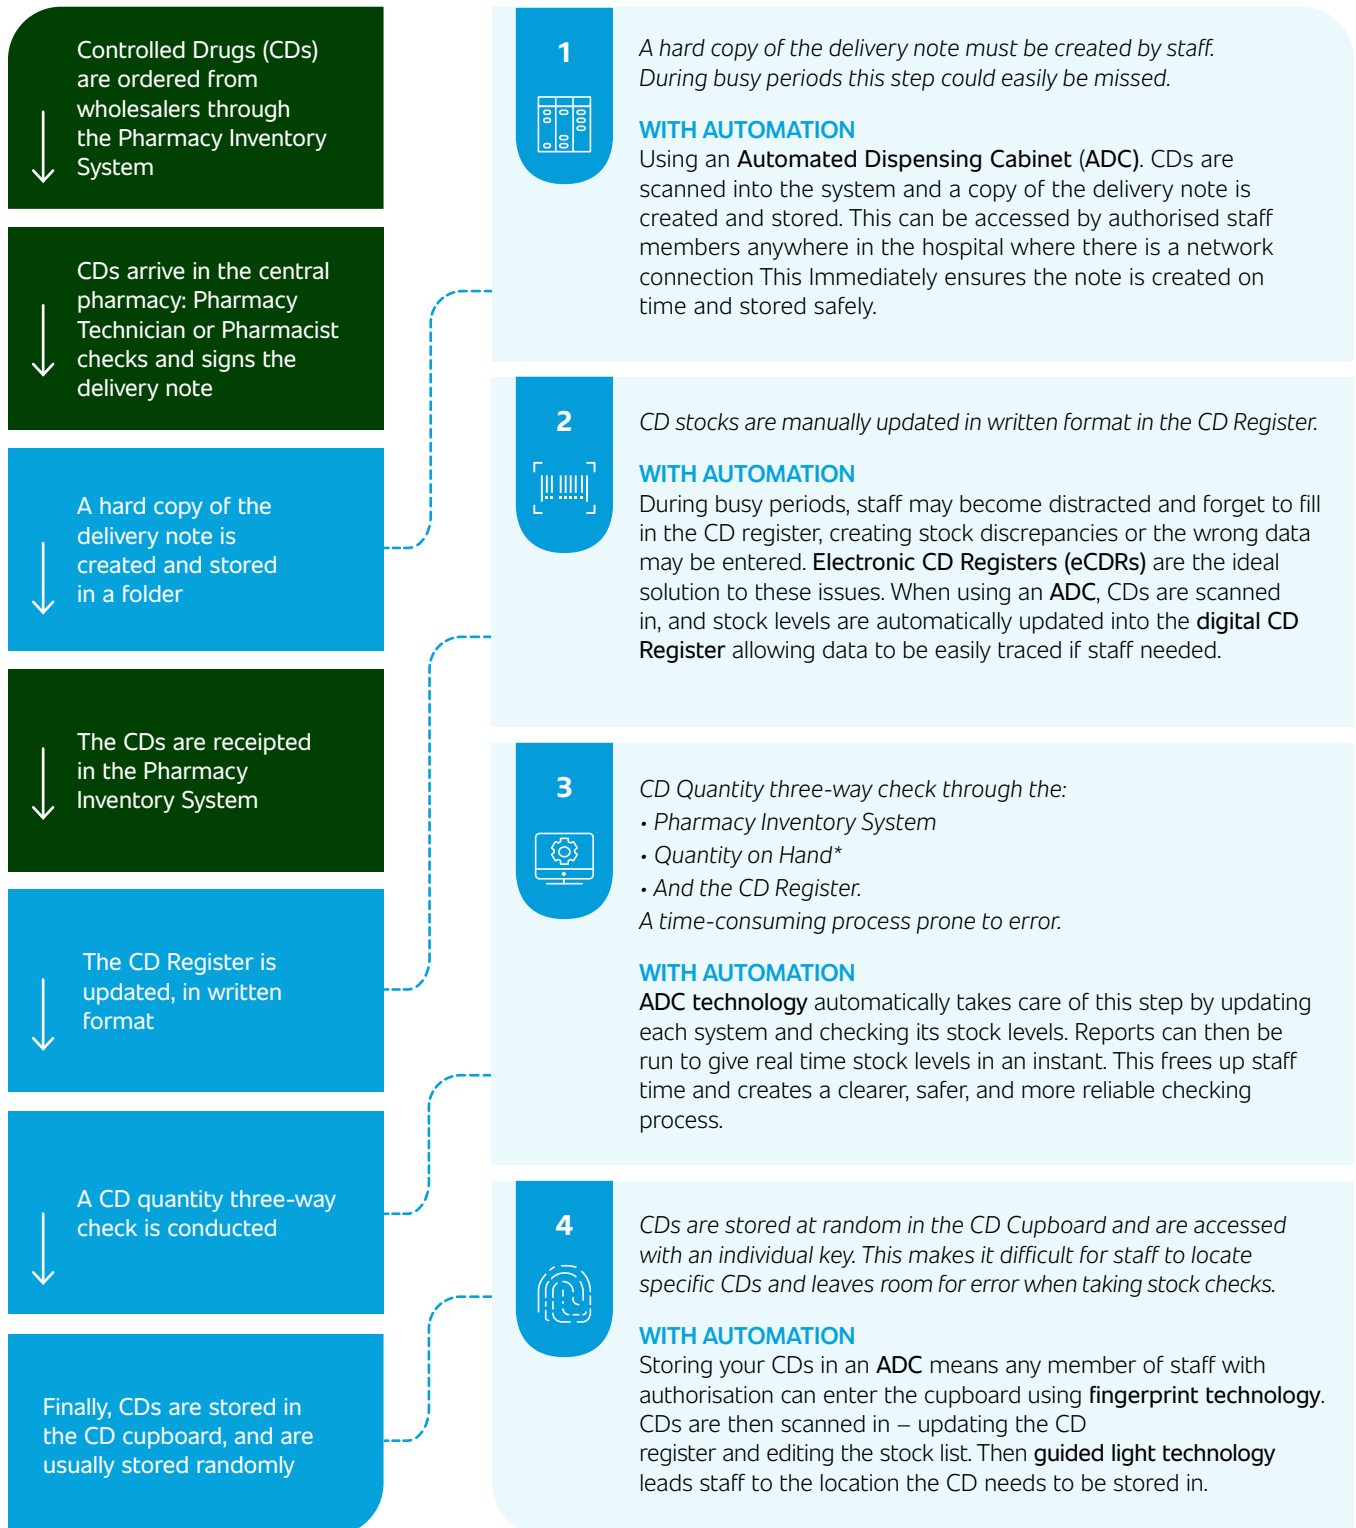 Controlled Drugs (CDs)
are ordered from
wholesalers through
the Pharmacy Inventory
System
CDs arrive in the central
pharmacy: Pharmacy
Technician or Pharmacist
checks and signs the
delivery note
A hard copy of the
delivery note is
created and stored
in a folder
The CDs are receipted
in the Pharmacy
Inventory System
The CD Register is
updated, in written
format
A CD quantity three-way
check is conducted
Finally, CDs are stored in
the CD cupboard, and are
usually stored randomly
1
A hard copy of the delivery note must be created by staff.
During busy periods this step could easily be missed.
WITH AUTOMATION
Using an Automated Dispensing Cabinet (ADC). CDs are
scanned into the system and a copy of the delivery note is
created and stored. This can be accessed by authorised staff
members anywhere in the hospital where there is a network
connection This Immediately ensures the note is created on
time and stored safely.
2
CD stocks are manually updated in written format in the CD Register.
WITH AUTOMATION
During busy periods, staff may become distracted and forget to fill
in the CD register, creating stock discrepancies or the wrong data
may be entered. Electronic CD Registers (eCDRs) are the ideal
solution to these issues. When using an ADC, CDs are scanned
in, and stock levels are automatically updated into the digital CD
Register allowing data to be easily traced if staff needed.
3
CD Quantity three-way check through the:
• Pharmacy Inventory System
• Quantity on Hand*
• And the CD Register.
A time-consuming process prone to error.
WITH AUTOMATION
ADC technology automatically takes care of this step by updating
each system and checking its stock levels. Reports can then be
run to give real time stock levels in an instant. This frees up staff
time and creates a clearer, safer, and more reliable checking
process.
4
CDs are stored at random in the CD Cupboard and are accessed
with an individual key. This makes it difficult for staff to locate
specific CDs and leaves room for error when taking stock checks.
WITH AUTOMATION
Storing your CDs in an ADC means any member of staff with
authorisation can enter the cupboard using fingerprint technology.
CDs are then scanned in – updating the CD
register and editing the stock list. Then guided light technology
leads staff to the location the CD needs to be stored in.